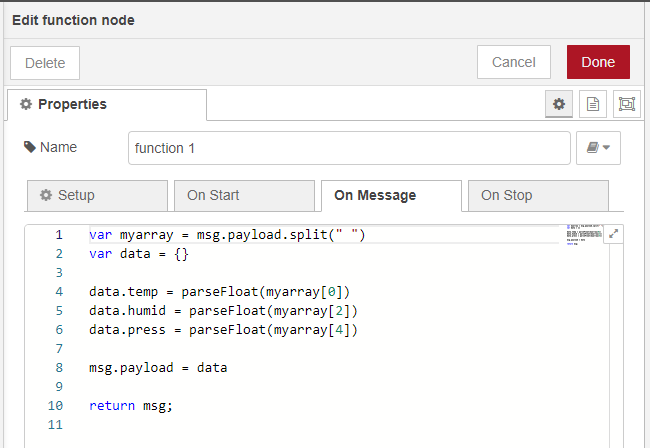 Edit function node
Delete
Cancel
Done
Properties
Name
function 1
Setup
On Start
On Message
On Stop
1 var myarray = msg.payload.split(" ")
2 var data = {}
3
4 data.temp = parseFloat(myarray[0])
5 data.humid = parseFloat(myarray[2])
6 data.press = parseFloat(myarray[4])
7
8 msg.payload = data
9
10 return msg;
11